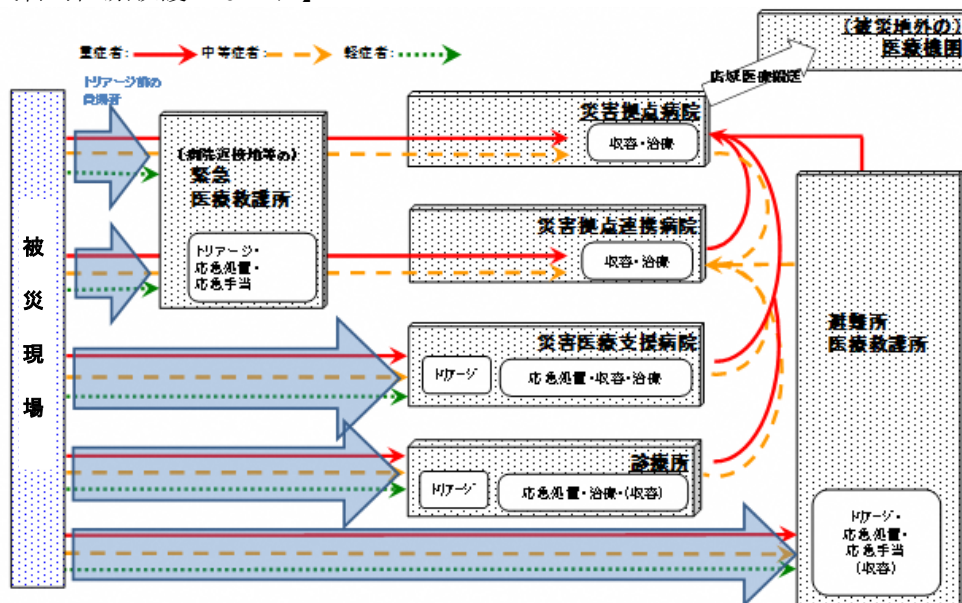 重症者：
中等症者：
軽症者：
トリアージ前の
負傷者
被災現場
(病院近接地等の)
緊急
医療救護所
トリアージ・
応急処置・
応急手当
災害拠点病院
収容・治療
広域医療搬送
(被災地外の)
医療機関
災害拠点連携病院
収容・治療
災害医療支援病院
トリアージ
応急処置・収容・治療
診療所
トリアージ
応急処置・治療・(収容)
避難所
医療救護所
トリアージ・
応急処置・
応急手当
(収容)